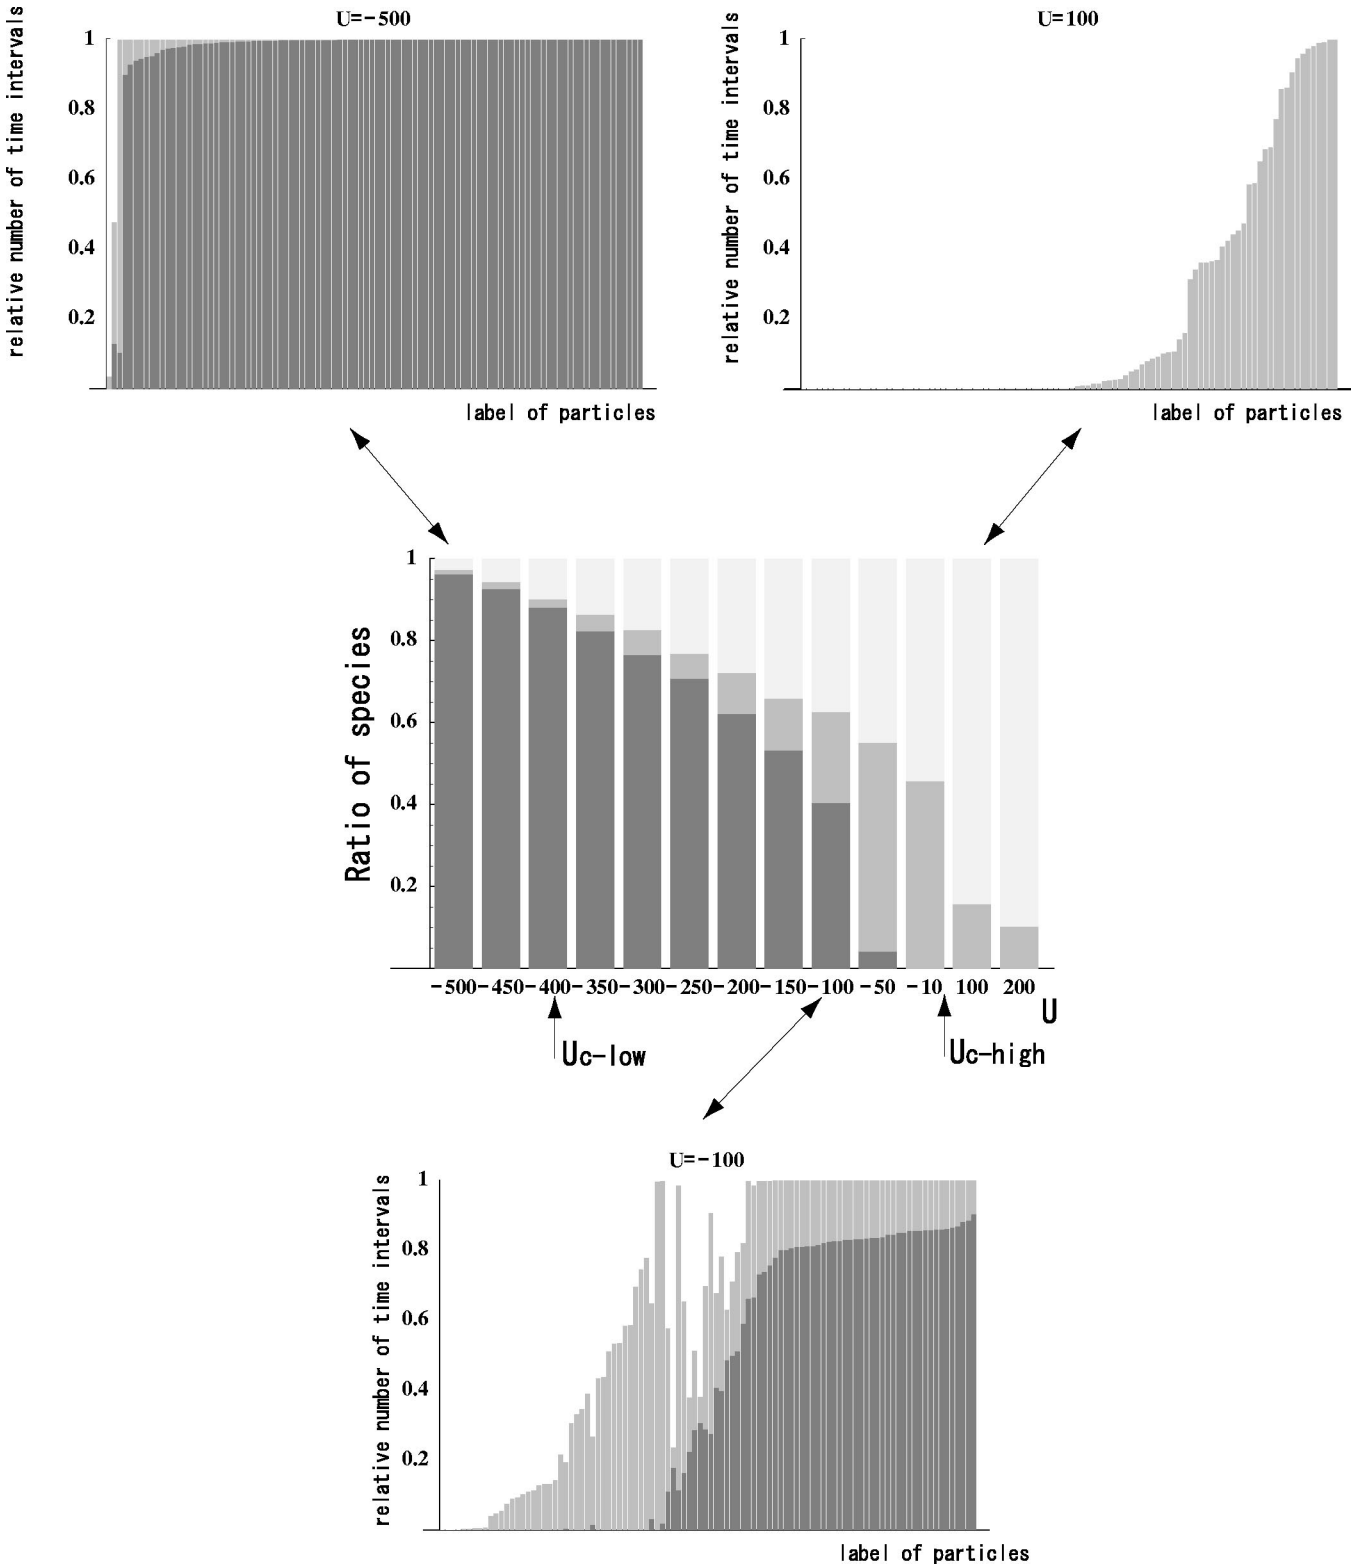 U=-500
relative number of time intervals
1
0.8
0.6
0.4
0.2
label of particles
U=100
relative number of time intervals
1
0.8
0.6
0.4
0.2
label of particles
Ratio of species
1
0.8
0.6
0.4
0.2
-500 -450 -400 -350 -300 -250 -200 -150 -100 -50 -10 100 200
U
Uc-low
Uc-high
U=-100
relative number of time intervals
1
0.8
0.6
0.4
0.2
label of particles